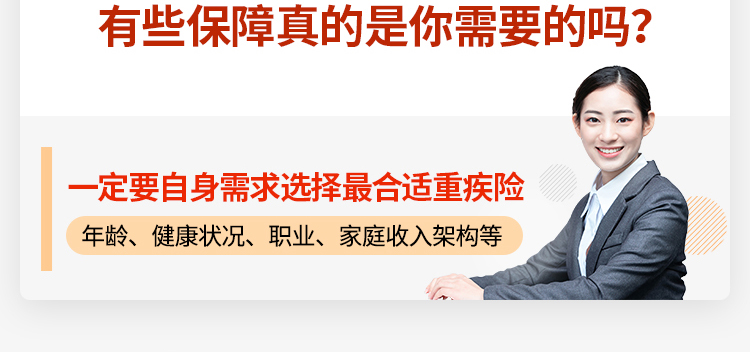 有些保障真的是你需要的吗？
一定要自身需求选择最合适重疾险
年龄、健康状况、职业、家庭收入架构等